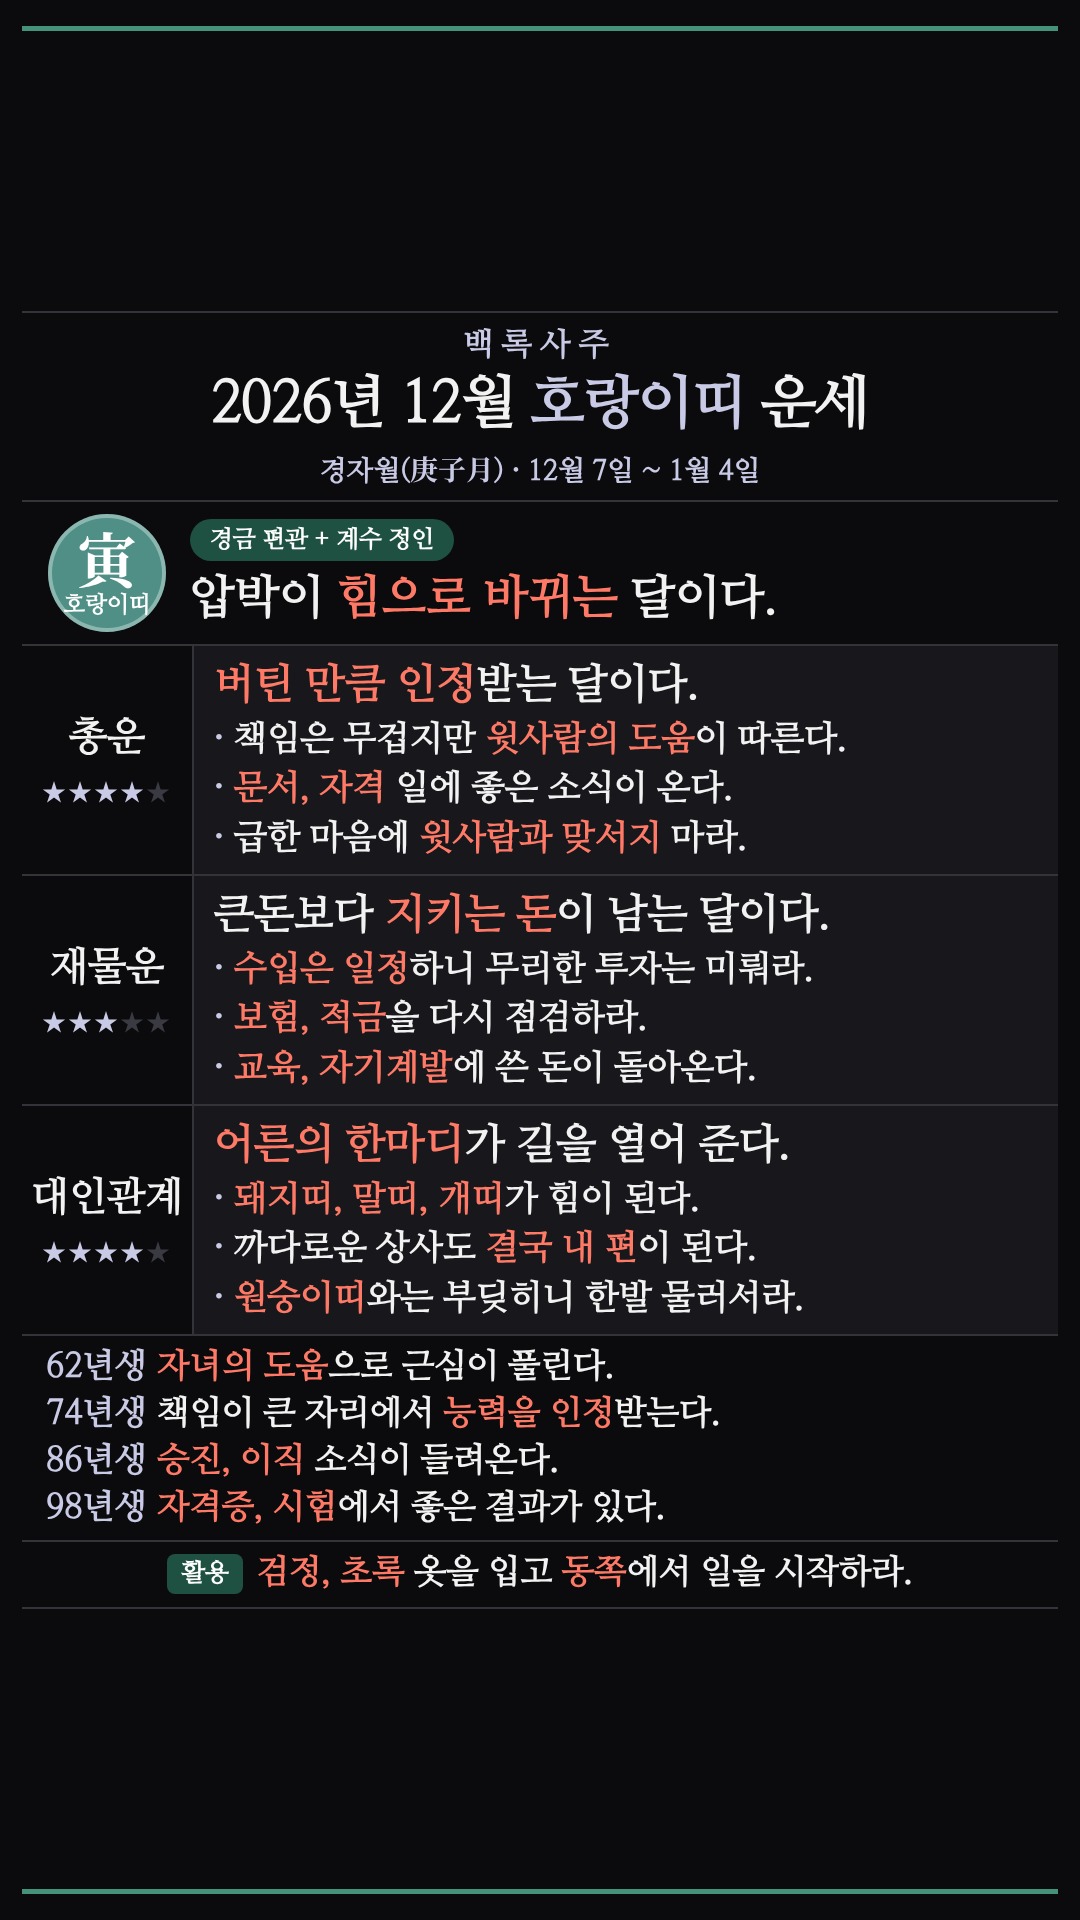 백록사주
2026년 12월 호랑이띠 운세
경자월(庚子月) · 12월 7일 ~ 1월 4일
寅
호랑이띠
경금 편관 + 계수 정인
압박이 힘으로 바뀌는 달이다.
총운
★★★★★
버틴 만큼 인정받는 달이다.
· 책임은 무겁지만 윗사람의 도움이 따른다.
· 문서, 자격 일에 좋은 소식이 온다.
· 급한 마음에 윗사람과 맞서지 마라.
재물운
★★★★★
큰돈보다 지키는 돈이 남는 달이다.
· 수입은 일정하니 무리한 투자는 미뤄라.
· 보험, 적금을 다시 점검하라.
· 교육, 자기계발에 쓴 돈이 돌아온다.
대인관계
★★★★★
어른의 한마디가 길을 열어 준다.
· 돼지띠, 말띠, 개띠가 힘이 된다.
· 까다로운 상사도 결국 내 편이 된다.
· 원숭이띠와는 부딪히니 한발 물러서라.
62년생 자녀의 도움으로 근심이 풀린다.
74년생 책임이 큰 자리에서 능력을 인정받는다.
86년생 승진, 이직 소식이 들려온다.
98년생 자격증, 시험에서 좋은 결과가 있다.
활용 검정, 초록 옷을 입고 동쪽에서 일을 시작하라.